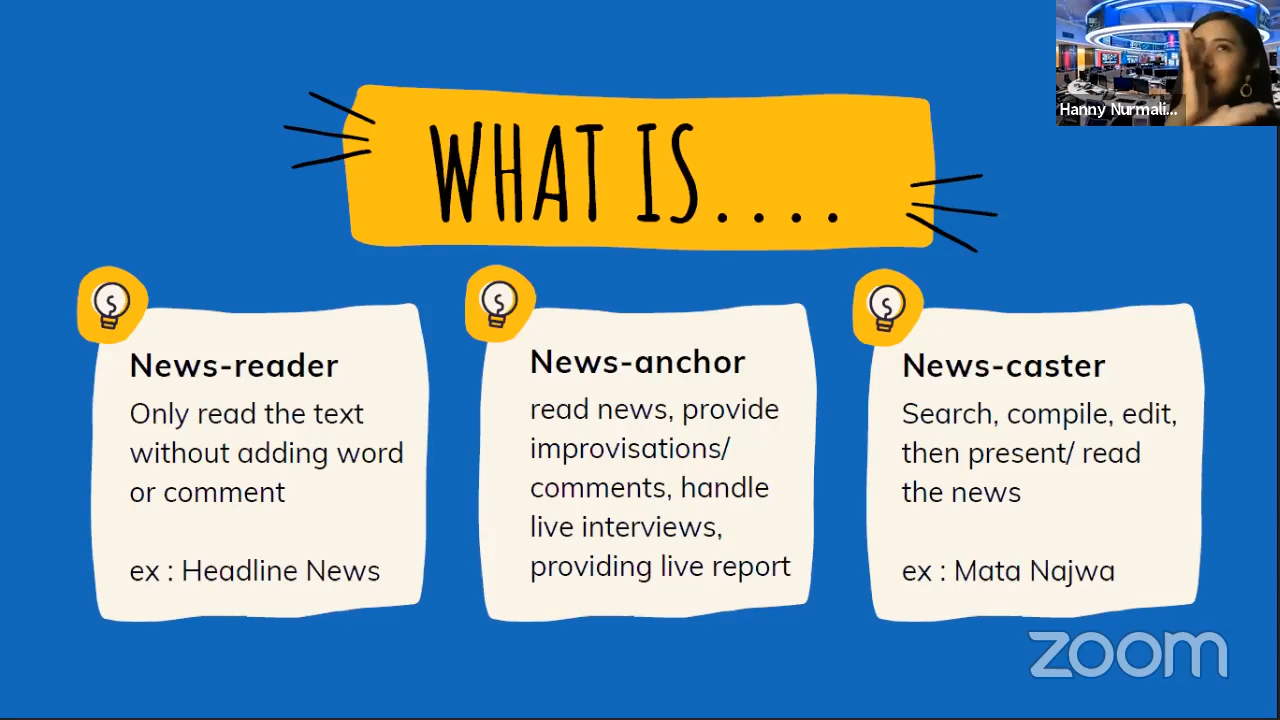 Hanny Nurmali...
WHAT IS....
News-reader
Only read the text
without adding word
or comment
ex : Headline News
News-anchor
read news, provide
improvisations/
comments, handle
live interviews,
providing live report
News-caster
Search, compile, edit,
then present/ read
the news
ex : Mata Najwa
zoom